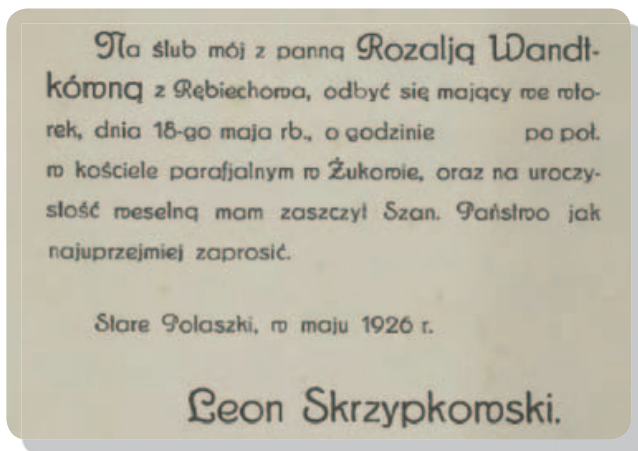 Na ślub mój z panną Rozalją Wandt-
kówną z Rębiechowa, odbyć się mający we wto-
rek, dnia 18-go maja rb., o godzinie po poł.
w kościele parafjalnym w Żukowie, oraz na uroczy-
stość weselną mam zaszczyt Szan. Państwo jak
najuprzejmiej zaprosić.
Stare Polaszki, w maju 1926 r.
Leon Skrzypkowski.